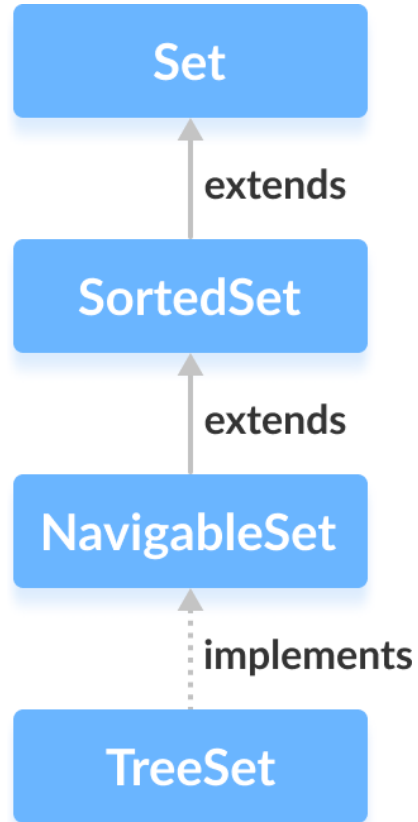 Set
extends
SortedSet
extends
NavigableSet
implements
TreeSet